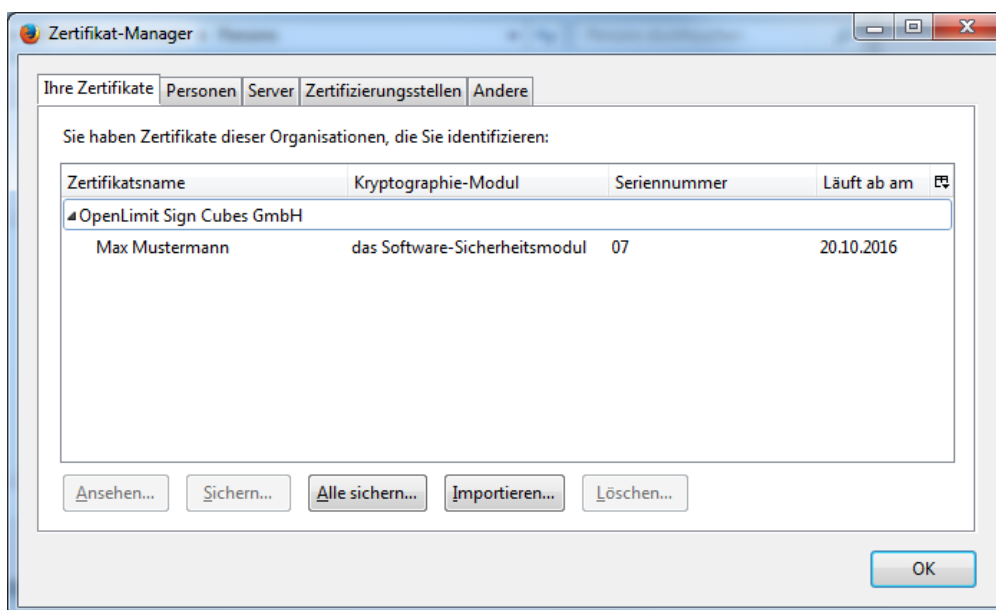 Zertifikat-Manager
Ihre Zertifikate Personen Server Zertifizierungsstellen Andere
Sie haben Zertifikate dieser Organisationen, die Sie identifizieren:
Zertifikatsname Kryptographie-Modul Seriennummer Läuft ab am
OpenLimit Sign Cubes GmbH
Max Mustermann das Software-Sicherheitsmodul 07 20.10.2016
Ansehen... Sichern... Alle sichern... Importieren... Löschen...
OK